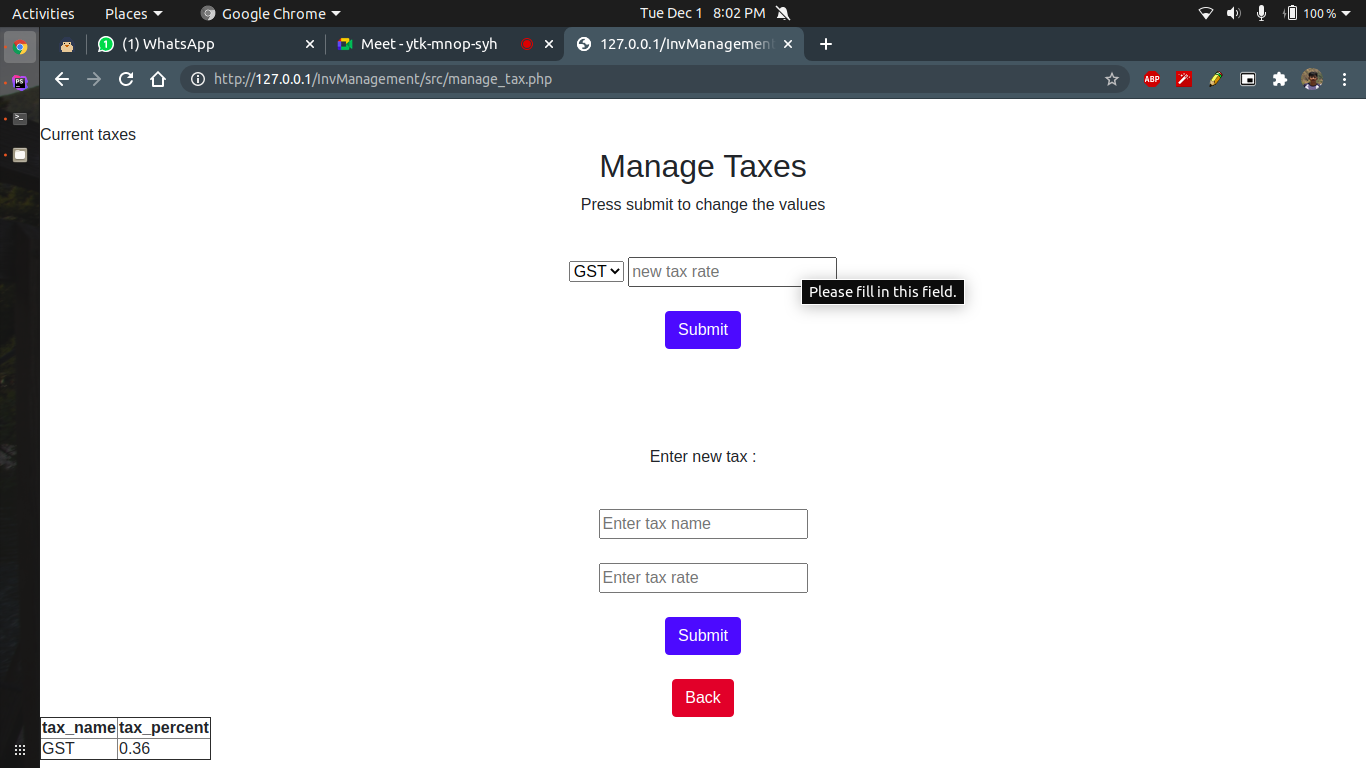 Activities Places Google Chrome Tue Dec 1 8:02 PM 100 %
(1) WhatsApp Meet - ytk-mnop-syh 127.0.0.1/InvManagement
http://127.0.0.1/InvManagement/src/manage_tax.php ABP
Current taxes
Manage Taxes
Press submit to change the values
GST new tax rate
Please fill in this field.
Submit
Enter new tax :
Enter tax name
Enter tax rate
Submit
Back
tax_name tax_percent
GST 0.36